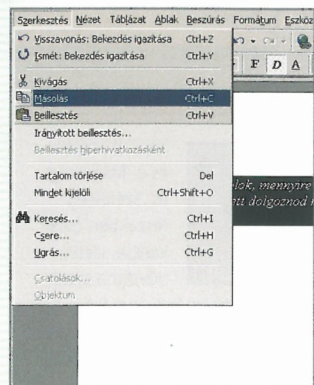 Szerkesztés Nézet Táblázat Ablak Beszúrás Formátum Eszköz
Visszavonás: Bekezdés igazítása Ctrl+Z
Ismét: Bekezdés igazítása Ctrl+Y
Kivágás Ctrl+X
Másolás Ctrl+C
Beillesztés Ctrl+V
Irányított beillesztés...
Beillesztés hiperhivatkozásként
Tartalom törlése Del
Mindet kijelöli Ctrl+Shift+O
Keresés... Ctrl+I
Csere... Ctrl+H
Ugrás... Ctrl+G
Csatolások...
Objektum
F D A
mennyire
dolgoznod